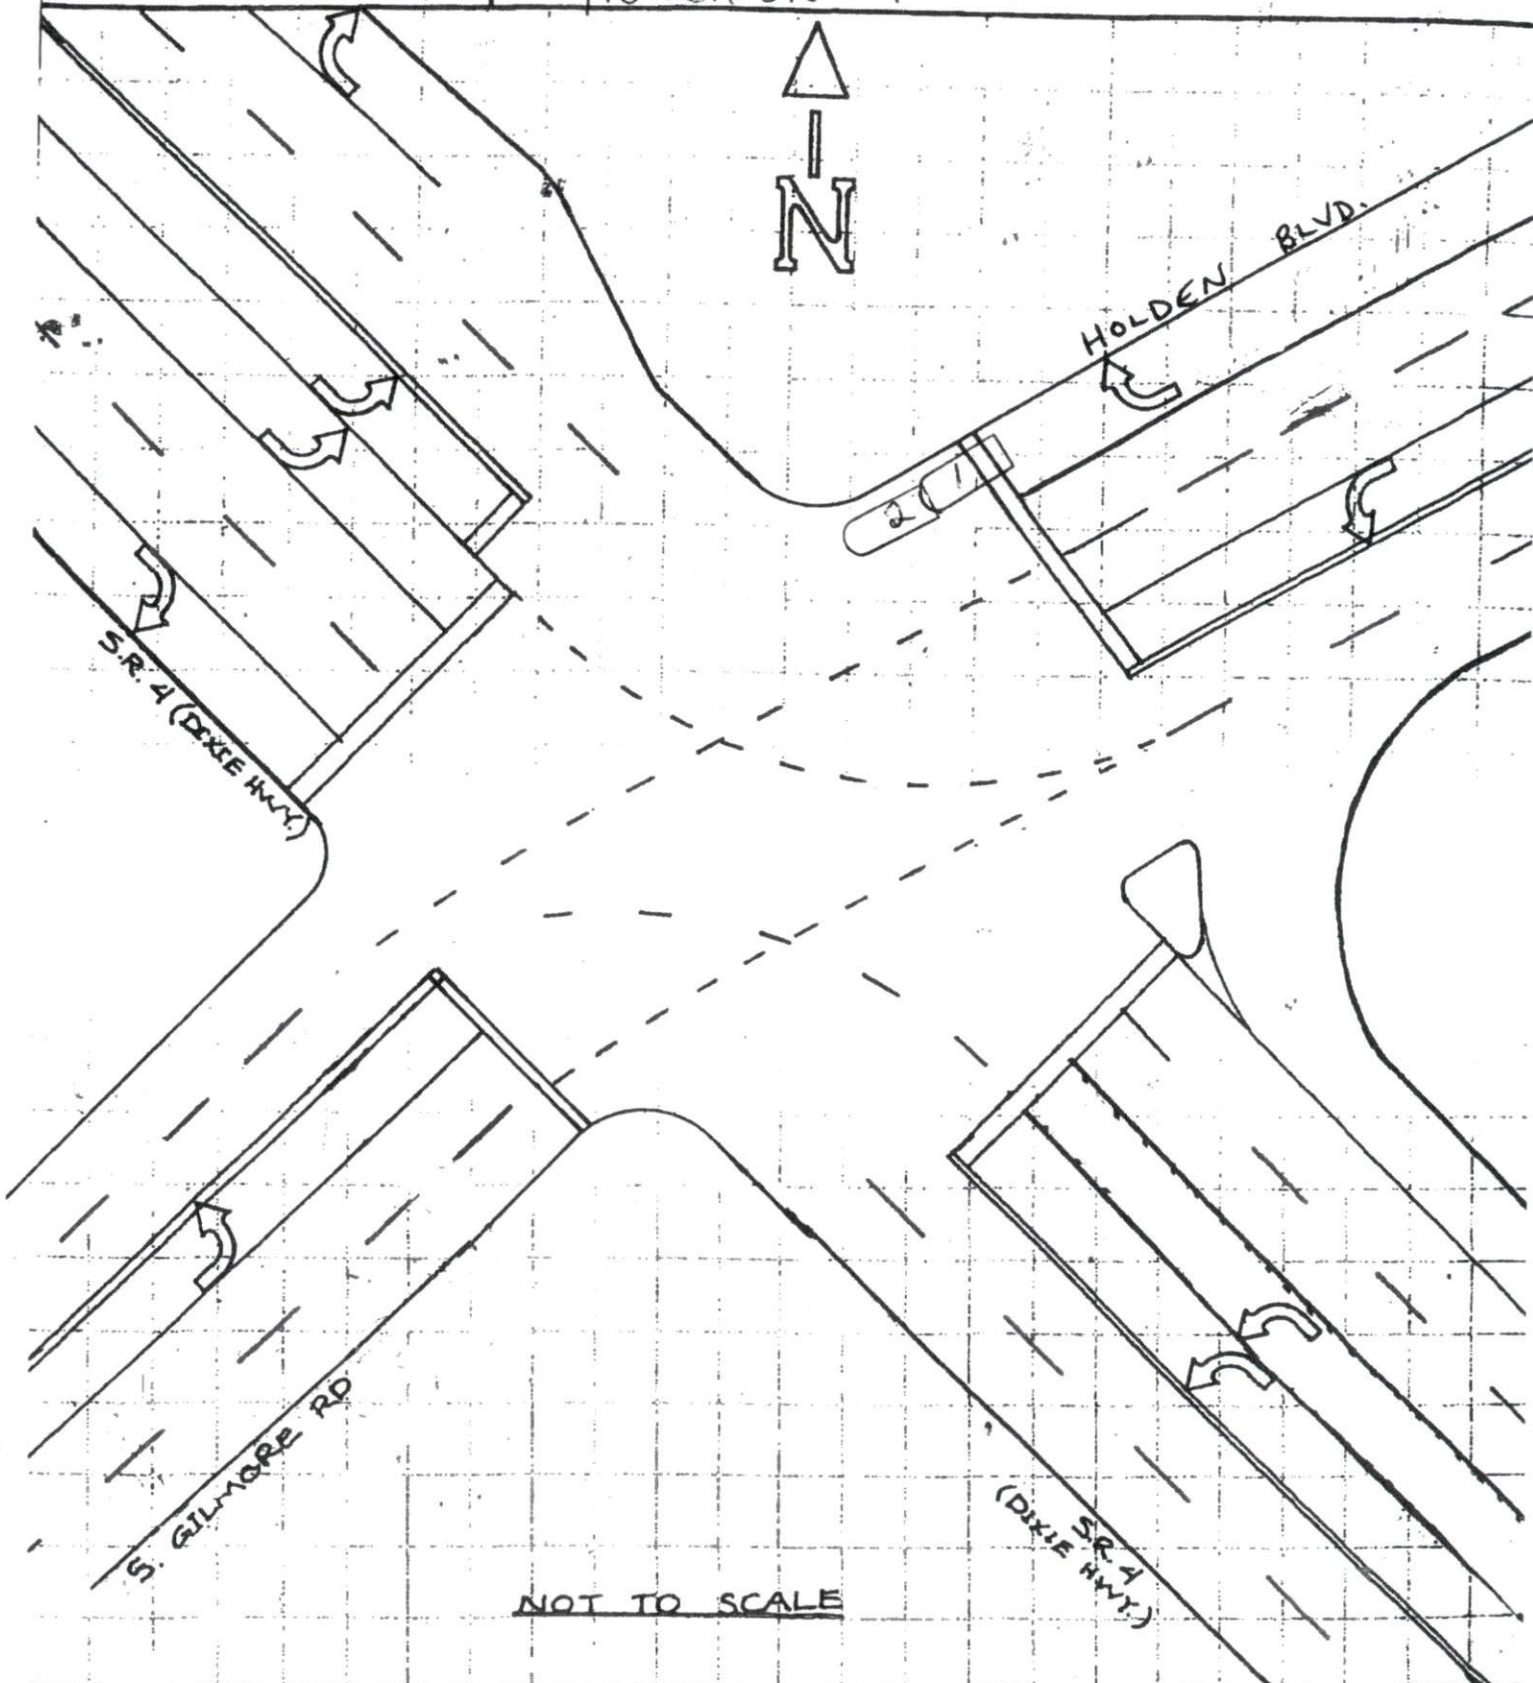 N
HOLDEN BLVD.
1
2
S.R. 4 (DIXIE HWY.)
S. GILMORE RD
S.R. 4
(DIXIE HWY.)
NOT TO SCALE